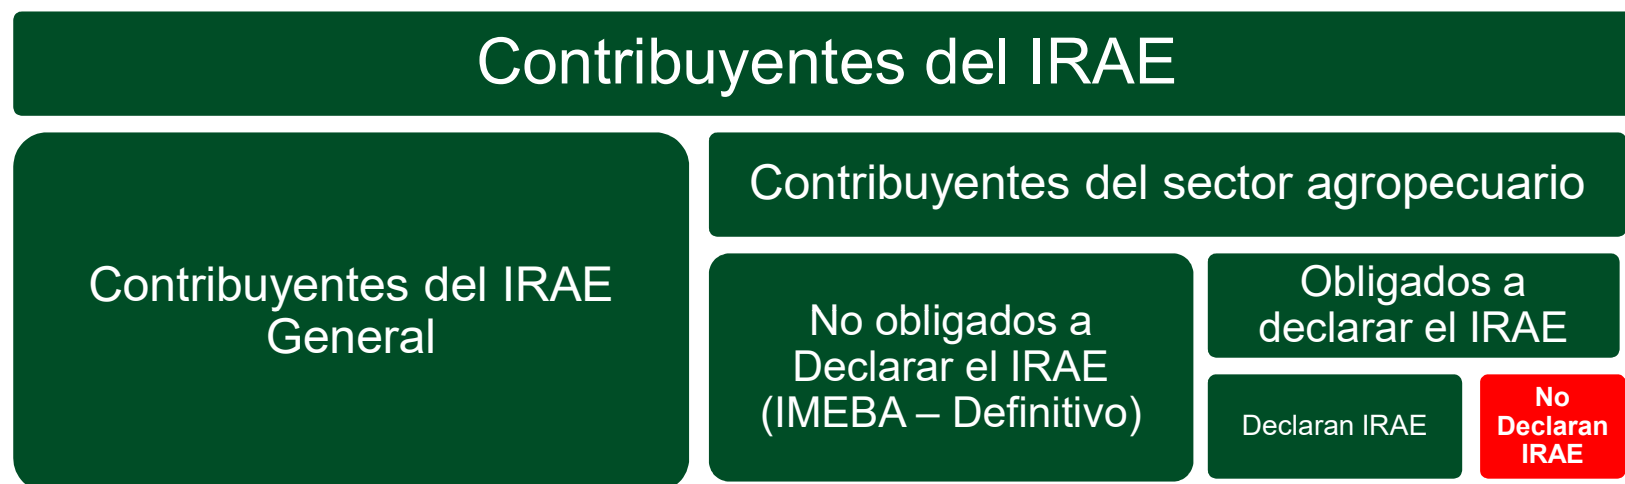 Contribuyentes del IRAE
Contribuyentes del IRAE
General
Contribuyentes del sector agropecuario
No obligados a
Declarar el IRAE
(IMEBA – Definitivo)
Obligados a
declarar el IRAE
Declaran IRAE
No
Declaran
IRAE